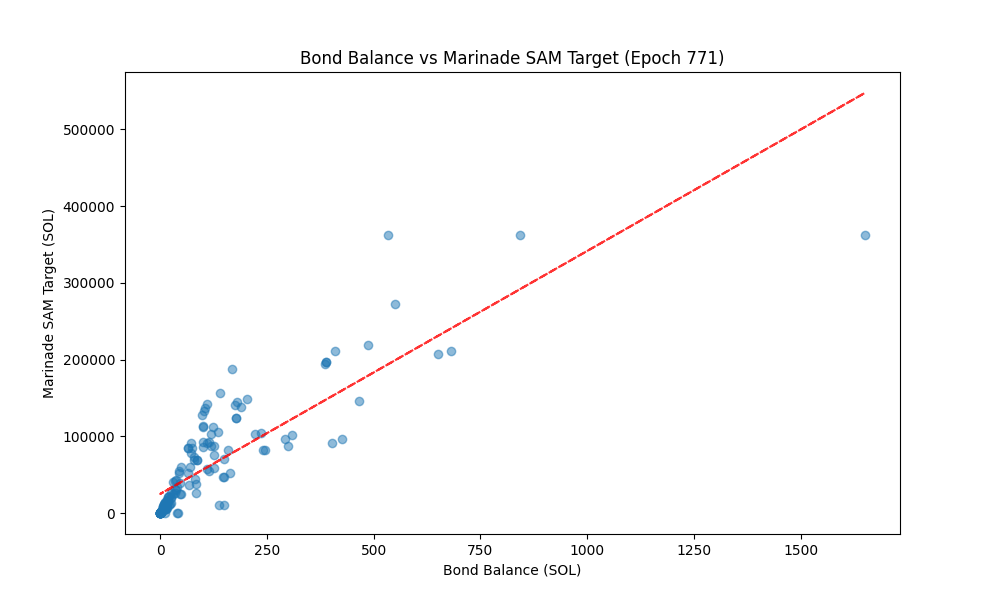 Bond Balance vs Marinade SAM Target (Epoch 771)
Marinade SAM Target (SOL)
500000
400000
300000
200000
100000
0
0 250 500 750 1000 1250 1500
Bond Balance (SOL)